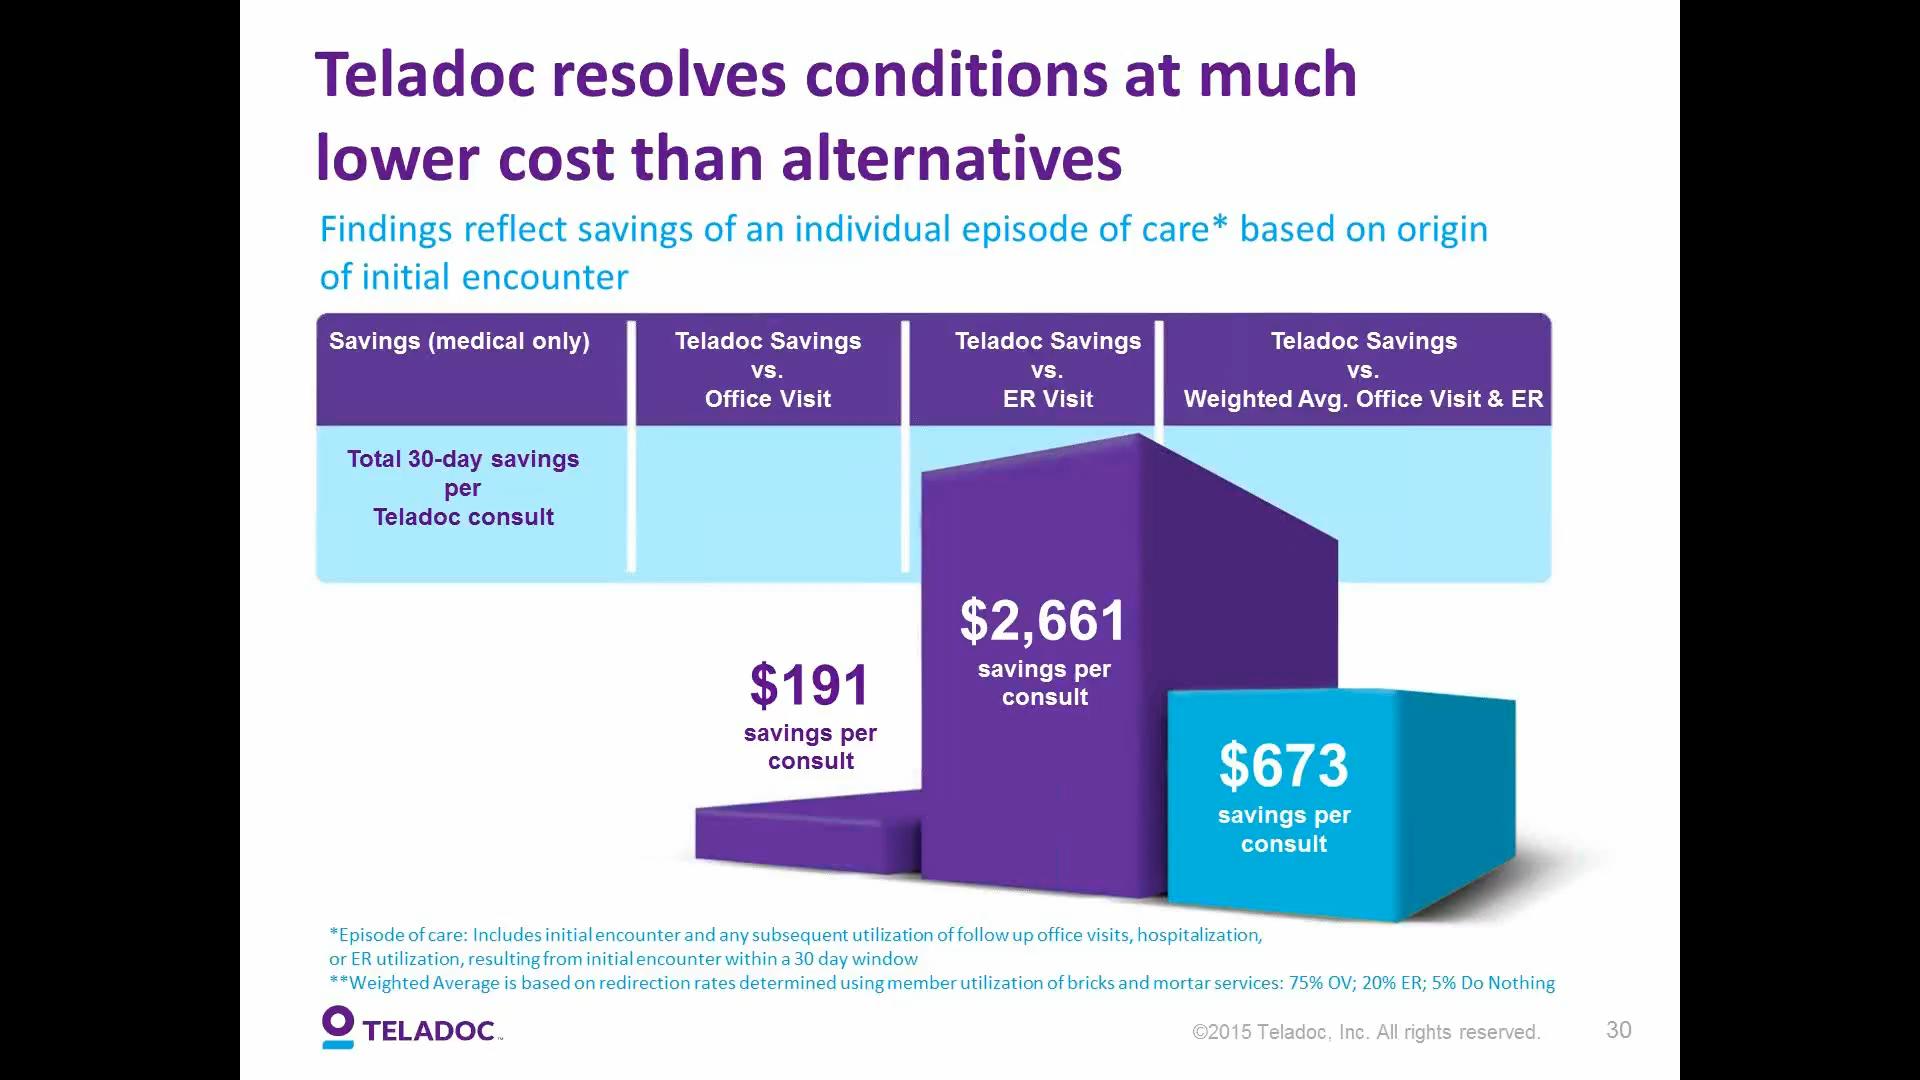 Teladoc resolves conditions at much
lower cost than alternatives
Findings reflect savings of an individual episode of care* based on origin
of initial encounter
Savings (medical only)
Teladoc Savings
vs.
Office Visit
Teladoc Savings
vs.
ER Visit
Teladoc Savings
vs.
Weighted Avg. Office Visit & ER
Total 30-day savings
per
Teladoc consult
$191
savings per
consult
$2,661
savings per
consult
$673
savings per
consult
*Episode of care: Includes initial encounter and any subsequent utilization of follow up office visits, hospitalization,
or ER utilization, resulting from initial encounter within a 30 day window
**Weighted Average is based on redirection rates determined using member utilization of bricks and mortar services: 75% OV; 20% ER; 5% Do Nothing
TELADOC™
©2015 Teladoc, Inc. All rights reserved.
30